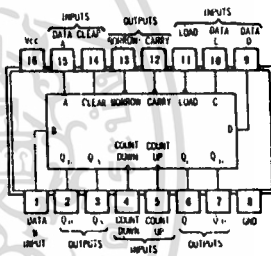 INPUTS
OUTPUTS
INPUTS
DATA CLEAR
BORROW CARRY
LOAD DATA DATA
Vcc A
C D
16 15 14 13 12 11 10 9
A CLEAR BORROW CARRY LOAD C
B D
COUNT COUNT
DOWN UP
1 2 3 4 5 6 7 8
DATA
COUNT COUNT
GND
B
DOWN UP
INPUT
OUTPUTS
INPUTS
OUTPUTS